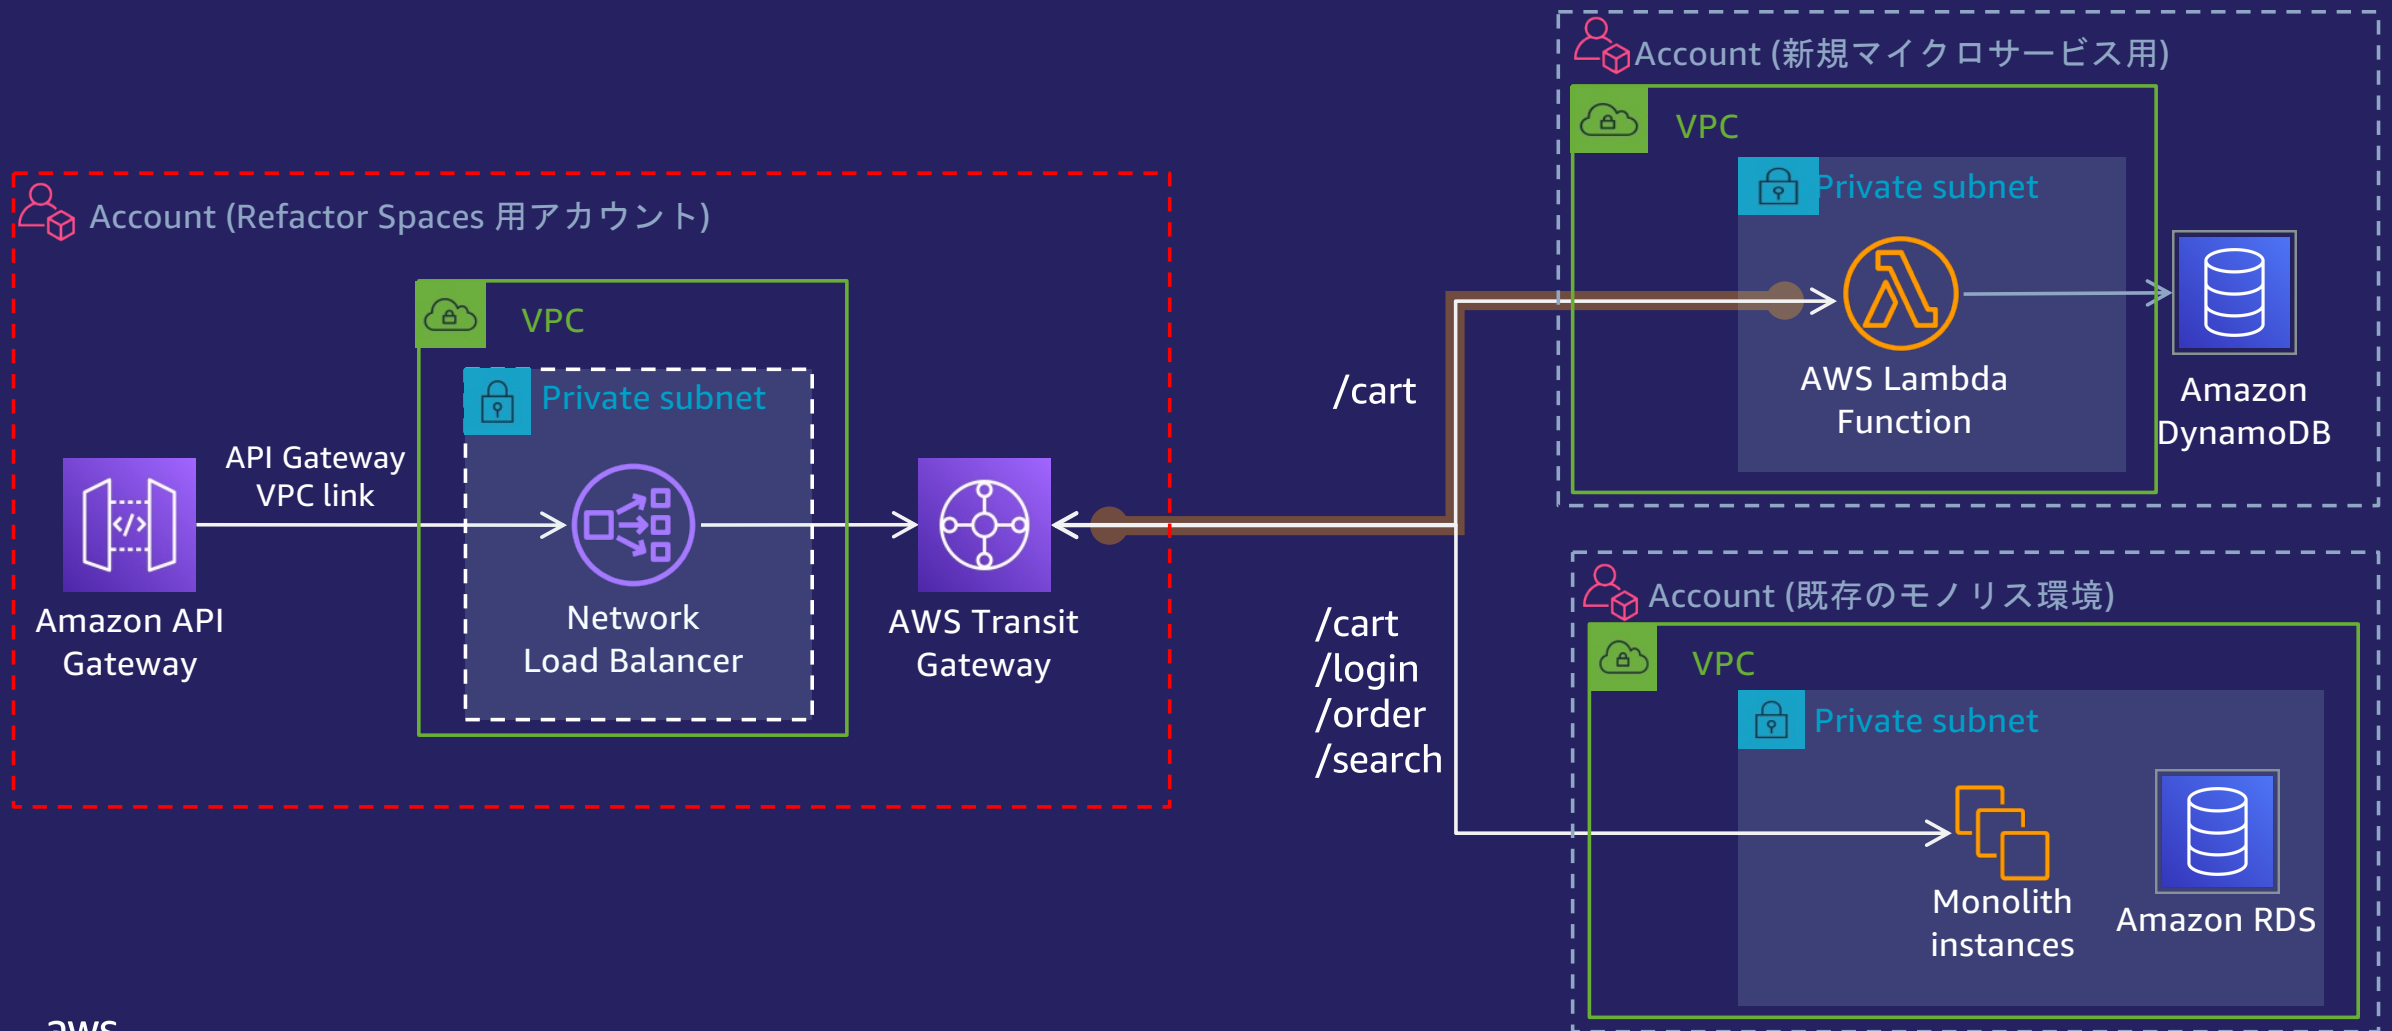 Account (Refactor Spaces 用アカウント)
VPC
Private subnet
API Gateway
VPC link
Amazon API
Gateway
Network
Load Balancer
AWS Transit
Gateway
/cart
/cart
/login
/order
/search
Account (新規マイクロサービス用)
VPC
Private subnet
AWS Lambda
Function
Amazon
DynamoDB
Account (既存のモノリス環境)
VPC
Private subnet
Monolith
instances
Amazon RDS
aws